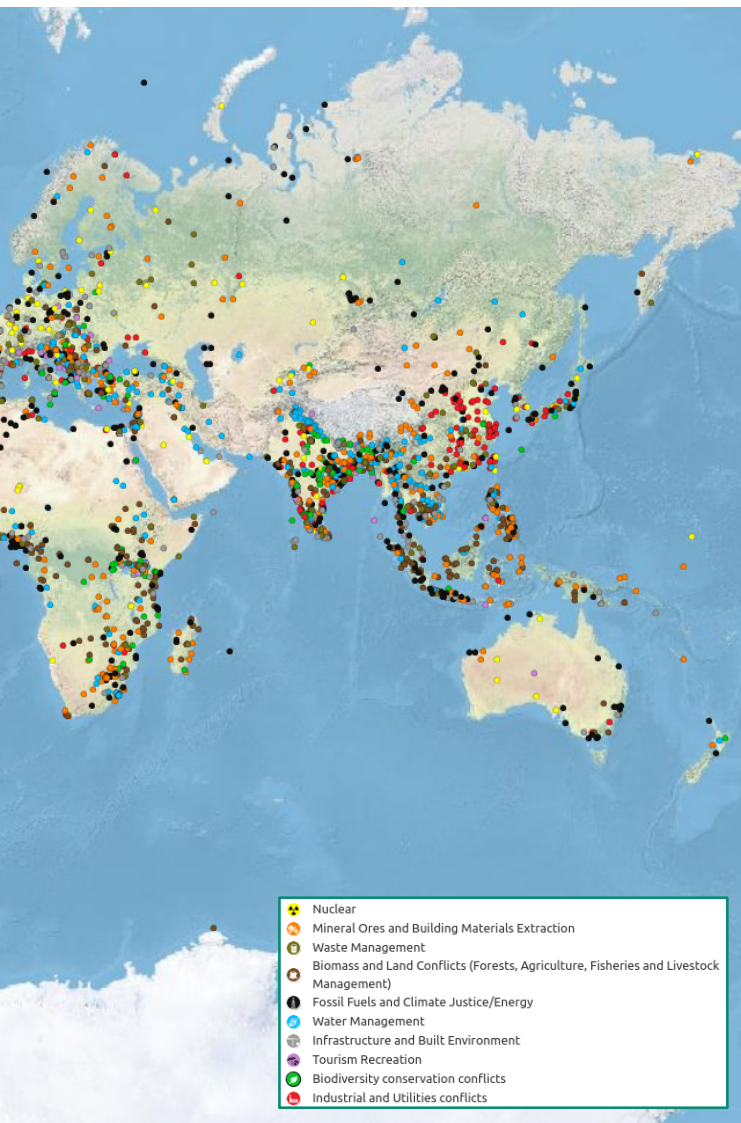 Nuclear
Mineral Ores and Building Materials Extraction
Waste Management
Biomass and Land Conflicts (Forests, Agriculture, Fisheries and Livestock
Management)
Fossil Fuels and Climate Justice/Energy
Water Management
Infrastructure and Built Environment
Tourism Recreation
Biodiversity conservation conflicts
Industrial and Utilities conflicts